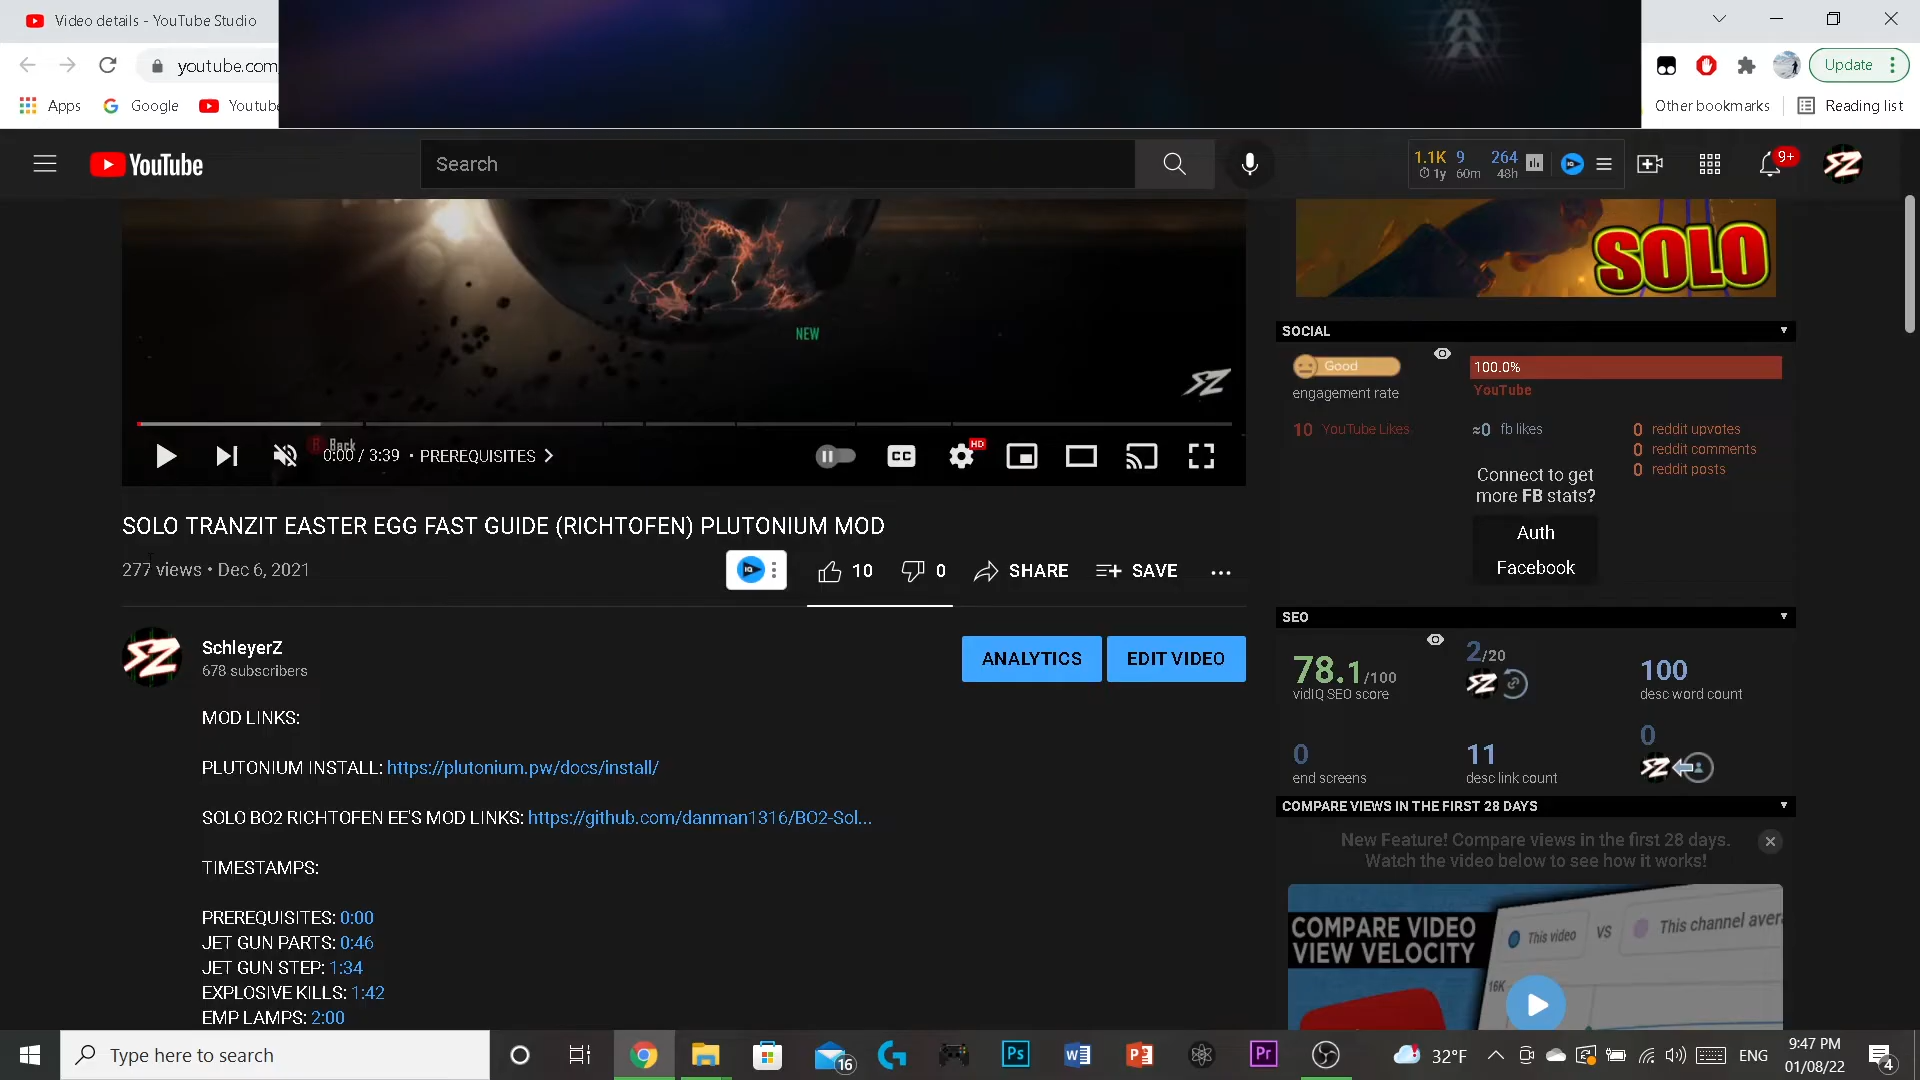 Video details - YouTube Studio
youtube.com
Update
Apps
Google
Youtube
Other bookmarks
Reading list
YouTube
Search
1.1K 9 264
1y 60m 48h
9+
SOLO
NEW
SOCIAL
Good
engagement rate
100.0%
YouTube
10 YouTube Likes
≈0 fb likes
0 reddit upvotes
0 reddit comments
0 reddit posts
Connect to get
more FB stats?
Auth
Facebook
B Back
0:00 / 3:39 • PREREQUISITES
CC
HD
SOLO TRANZIT EASTER EGG FAST GUIDE (RICHTOFEN) PLUTONIUM MOD
277 views • Dec 6, 2021
10
0
SHARE
SAVE
SchleyerZ
678 subscribers
ANALYTICS
EDIT VIDEO
MOD LINKS:
PLUTONIUM INSTALL: https://plutonium.pw/docs/install/
SOLO BO2 RICHTOFEN EE'S MOD LINKS: https://github.com/danman1316/BO2-Sol...
TIMESTAMPS:
PREREQUISITES: 0:00
JET GUN PARTS: 0:46
JET GUN STEP: 1:34
EXPLOSIVE KILLS: 1:42
EMP LAMPS: 2:00
SEO
78.1/100
vidIQ SEO score
2/20
100
desc word count
0
end screens
11
desc link count
0
COMPARE VIEWS IN THE FIRST 28 DAYS
New Feature! Compare views in the first 28 days.
Watch the video below to see how it works!
COMPARE VIDEO
VIEW VELOCITY
This video VS This channel aver
16K
Type here to search
16
Ps
Pr
32°F
ENG
9:47 PM
01/08/22
4